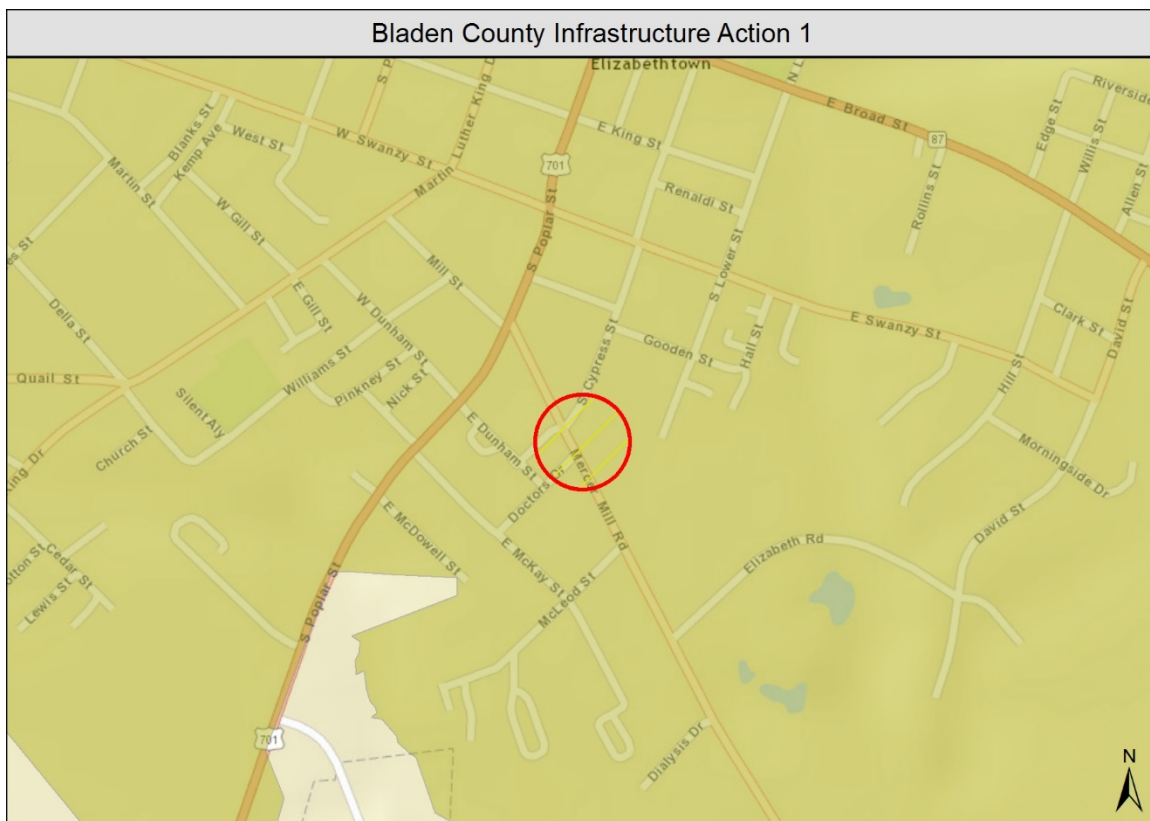 Bladen County Infrastructure Action 1
Elizabethtown
Riverside
E Broad St
87
Edge St
Willis St
Allen St
Blanks St
Kemp Ave
West St
W Swanzy St
Martin Luther King D
E King St
701
Martin St
Renaldi St
Rollins St
W Gill St
S Poplar St
Mill St
S Lower St
E Gill St
W Dunham St
Della St
Clark St
David St
E Swanzy St
S Cypress St
Gooden St
Hall St
Hill St
Quail St
Williams St
Pinkney St
Nick St
Silent Aly
Church St
King Dr
E Dunham St
Mercer Mill Rd
Doctors Dr
Morningside Dr
David St
E McDowell St
Elizabeth Rd
E McKay St
McLeod St
Cedar St
Lewis St
S Poplar St
701
Dialysis Dr
N